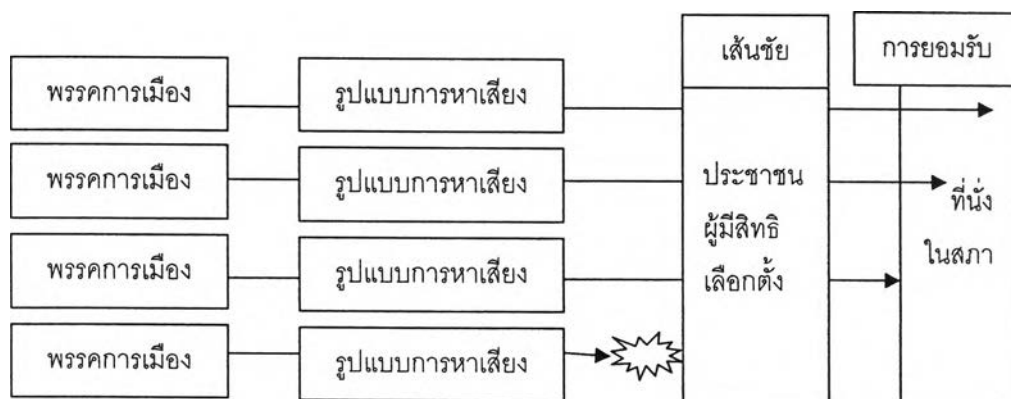 เส้นชัย
การยอมรับ
พรรคการเมือง
รูปแบบการหาเสียง
พรรคการเมือง
รูปแบบการหาเสียง
ประชาชน
ผู้มีสิทธิ
เลือกตั้ง
ที่นั่ง
ในสภา
พรรคการเมือง
รูปแบบการหาเสียง
พรรคการเมือง
รูปแบบการหาเสียง